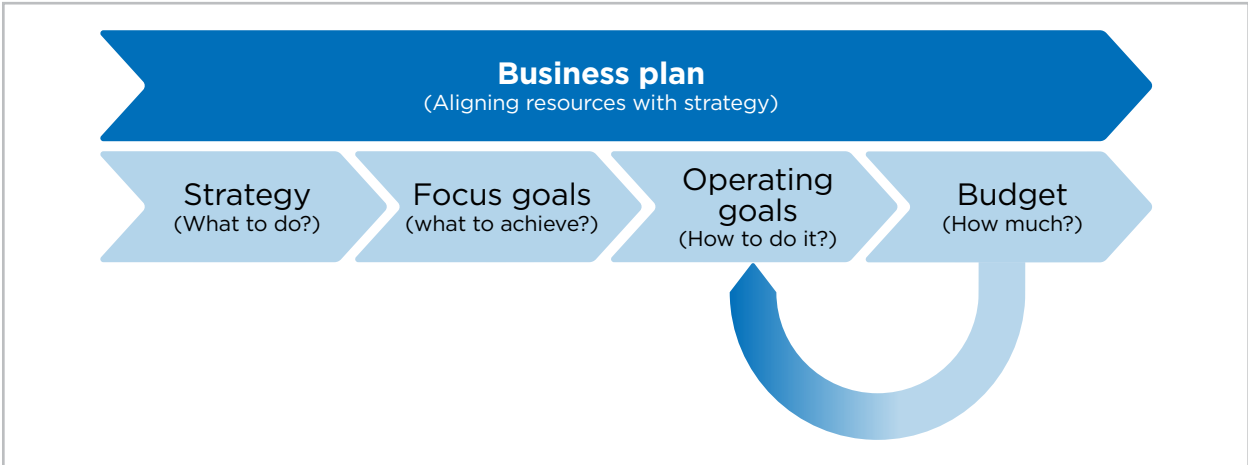 Business plan
(Aligning resources with strategy)
Strategy
(What to do?)
Focus goals
(what to achieve?)
Operating
goals
(How to do it?)
Budget
(How much?)